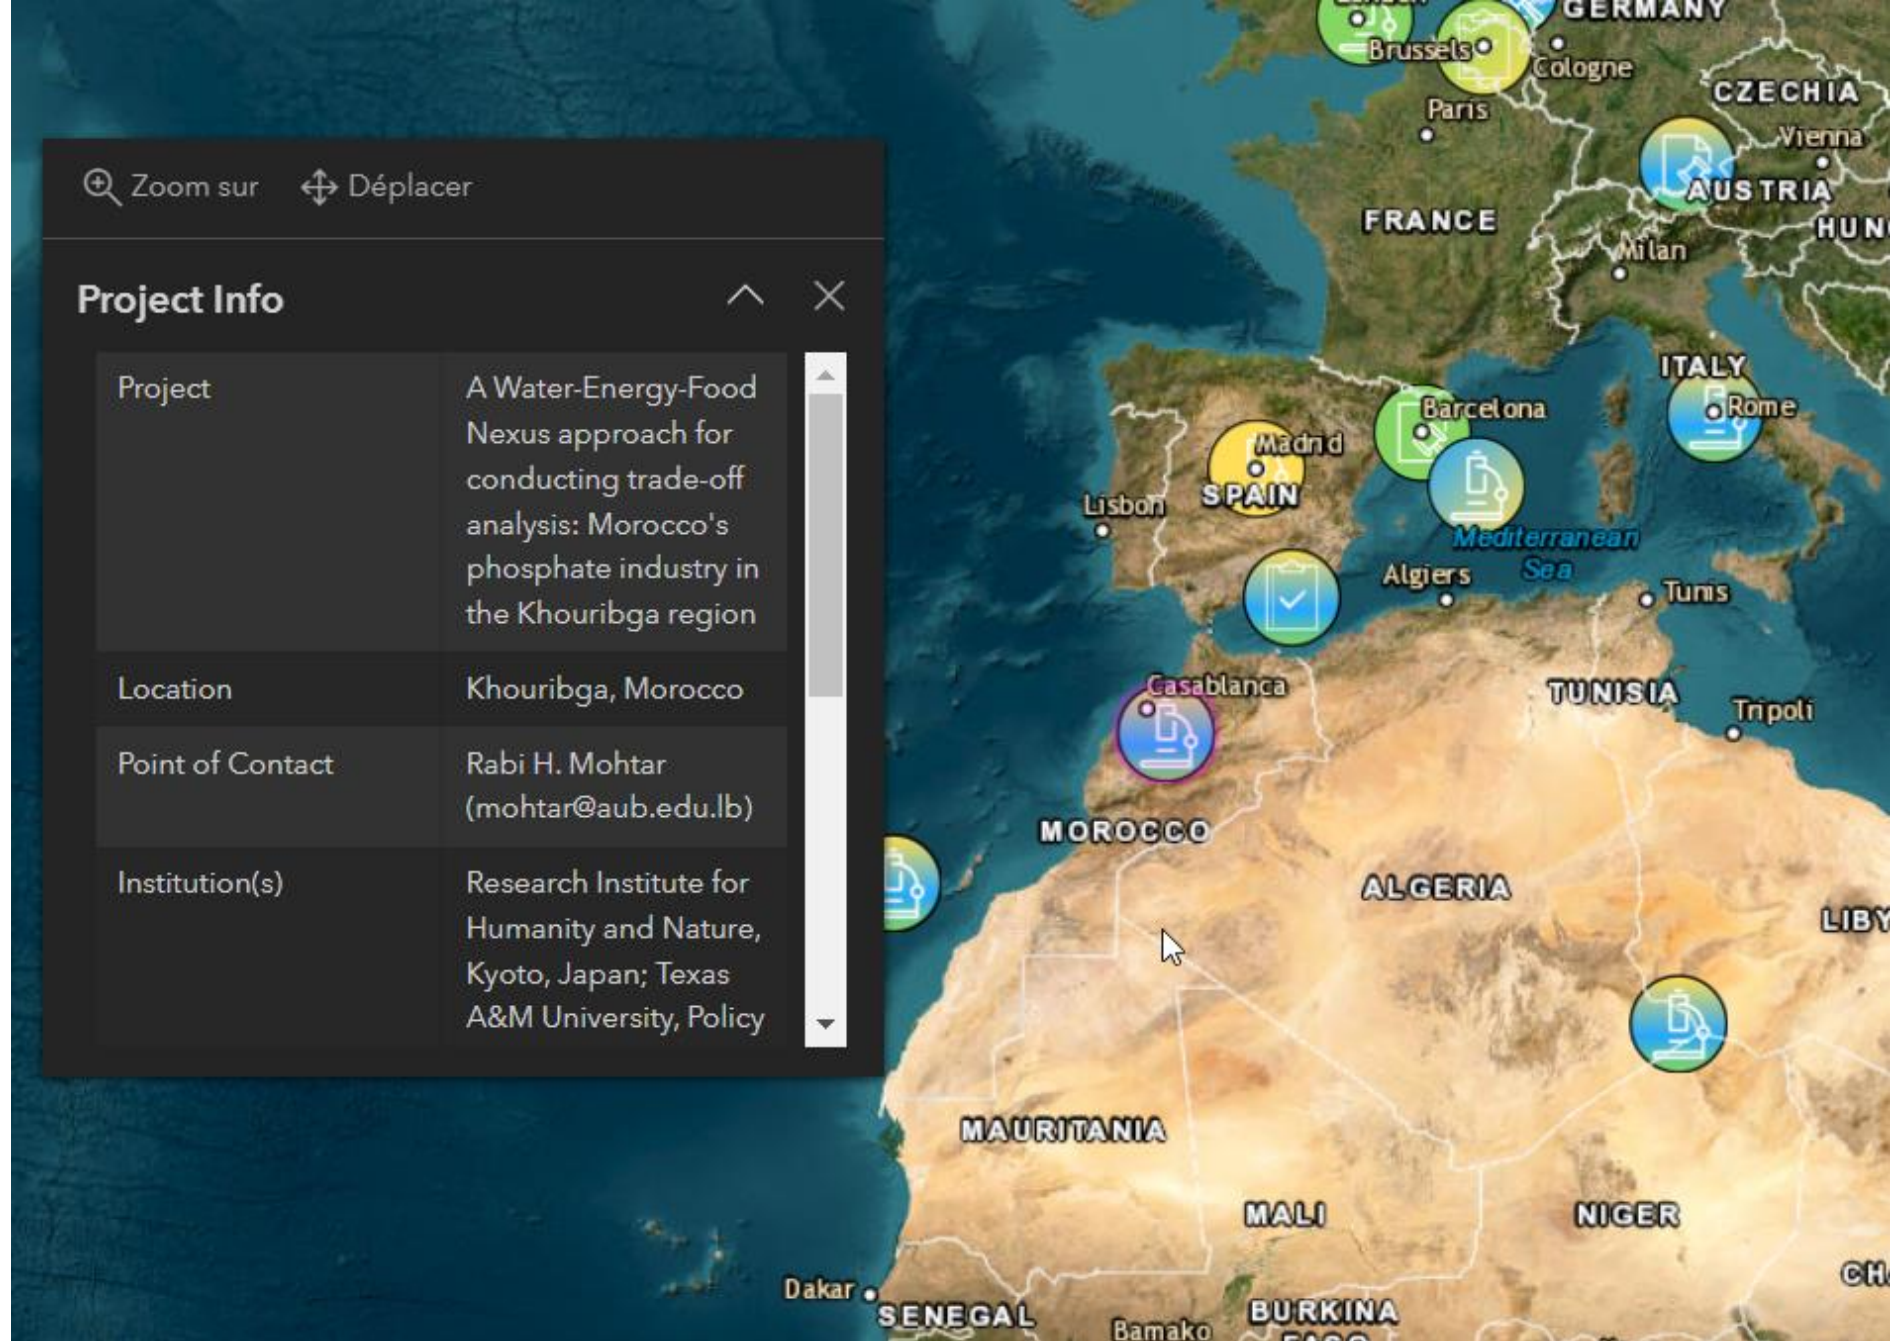 Zoom sur
Déplacer
Project Info
Project
A Water-Energy-Food
Nexus approach for
conducting trade-off
analysis: Morocco's
phosphate industry in
the Khouribga region
Location
Khouribga, Morocco
Point of Contact
Rabi H. Mohtar
(mohtar@aub.edu.lb)
Institution(s)
Research Institute for
Humanity and Nature,
Kyoto, Japan; Texas
A&M University, Policy
GERMANY
Brussels
Cologne
CZECHIA
Paris
Vienna
AUSTRIA
FRANCE
HUN
Milan
ITALY
Barcelona
Rome
Madrid
SPAIN
Lisbon
Mediterranean
Sea
Algiers
Tunis
Casablanca
TUNISIA
Tripoli
MOROCCO
ALGERIA
LIBY
MAURITANIA
MALI
NIGER
CH
Dakar
SENEGAL
BURKINA
Bamako